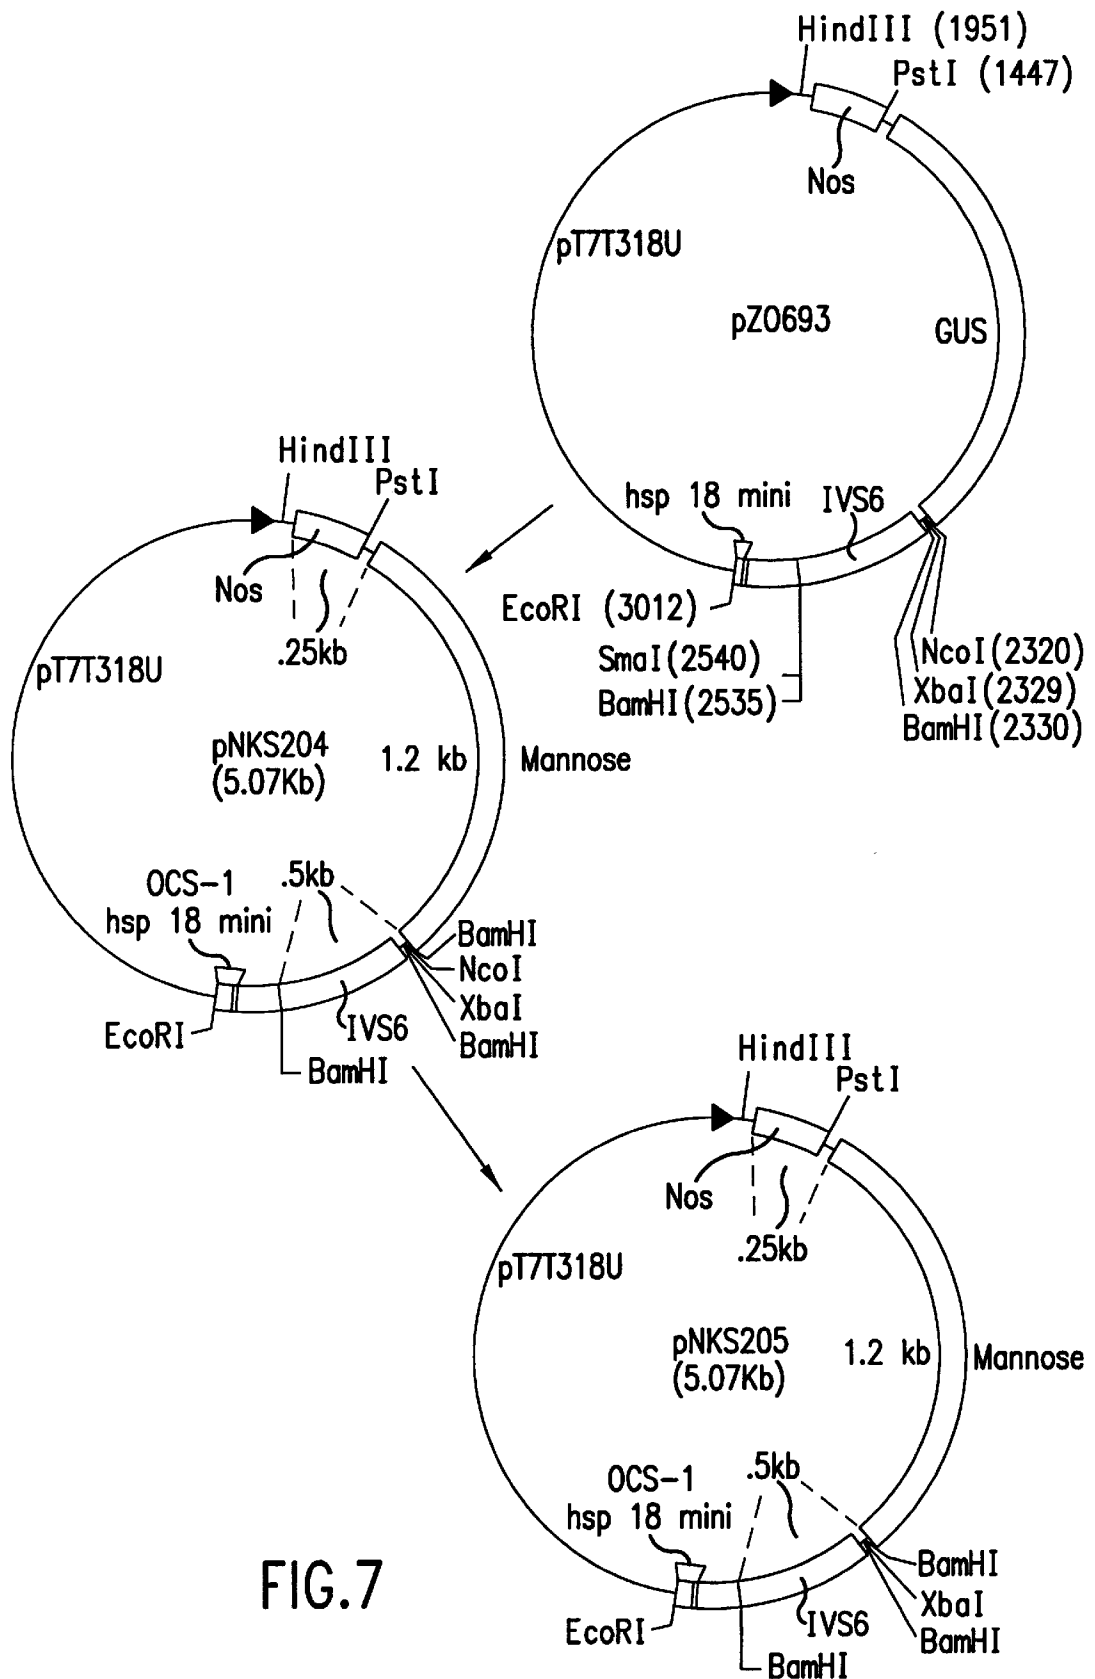 HindIII (1951)
PstI (1447)
Nos
pT7T318U
pZO693
GUS
hsp 18 mini
IVS6
EcoRI (3012)
SmaI(2540)
BamHI(2535)
NcoI(2320)
XbaI(2329)
BamHI(2330)
HindIII
PstI
Nos
.25kb
pT7T318U
pNKS204
(5.07Kb)
1.2 kb
Mannose
.5kb
OCS-1
hsp 18 mini
BamHI
NcoI
XbaI
BamHI
EcoRI
IVS6
BamHI
HindIII
PstI
Nos
.25kb
pT7T318U
pNKS205
(5.07Kb)
1.2 kb
Mannose
.5kb
OCS-1
hsp 18 mini
BamHI
XbaI
BamHI
EcoRI
IVS6
BamHI
FIG.7